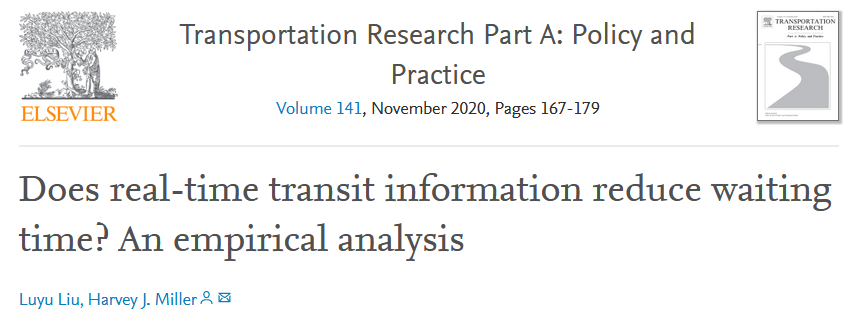 Transportation Research Part A: Policy and
Practice
Volume 141, November 2020, Pages 167-179
ELSEVIER
TRANSPORTATION
RESEARCH
Part A: Policy and Practice
Does real-time transit information reduce waiting
time? An empirical analysis
Luyu Liu, Harvey J. Miller